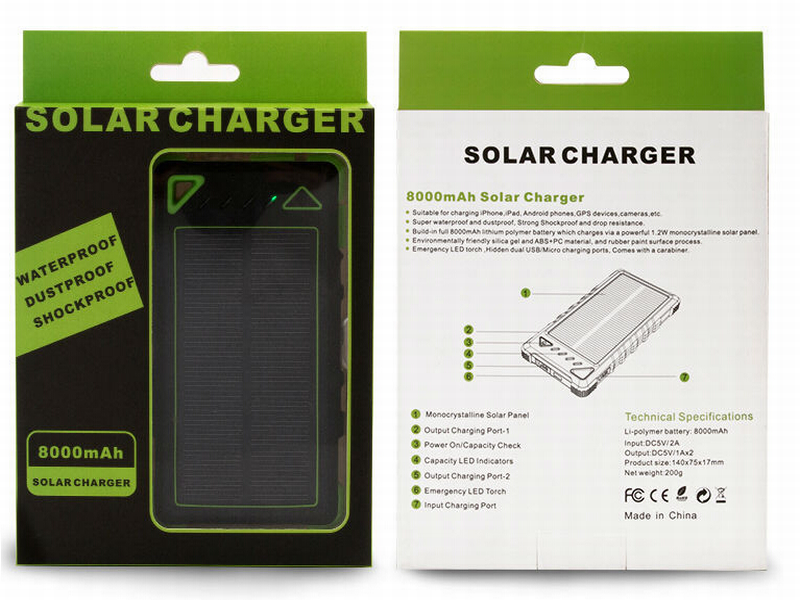 SOLAR CHARGER
WATERPROOF
DUSTPROOF
SHOCKPROOF
8000mAh
SOLAR CHARGER
SOLAR CHARGER
8000mAh Solar Charger
• Suitable for charging iPhone,iPad, Android phones,GPS devices,cameras,etc.
• Super waterproof and dustproof, Strong Shockproof and drop resistance.
• Build-in full 8000mAh lithium polymer battery which charges via a powerful 1.2W monocrystalline solar panel.
• Environmentally friendly silica gel and ABS+PC material, and rubber paint surface process.
• Emergency LED torch ,Hidden dual USB/Micro charging ports, Comes with a carabiner.
1
2
3
4
5
6
7
1 Monocrystalline Solar Panel
2 Output Charging Port-1
3 Power On/Capacity Check
4 Capacity LED Indicators
5 Output Charging Port-2
6 Emergency LED Torch
7 Input Charging Port
Technical Specifications
Li-polymer battery: 8000mAh
Input:DC5V/2A
Output:DC5V/1Ax2
Product size:140x75x17mm
Net weight:200g
FC CE
Made in China